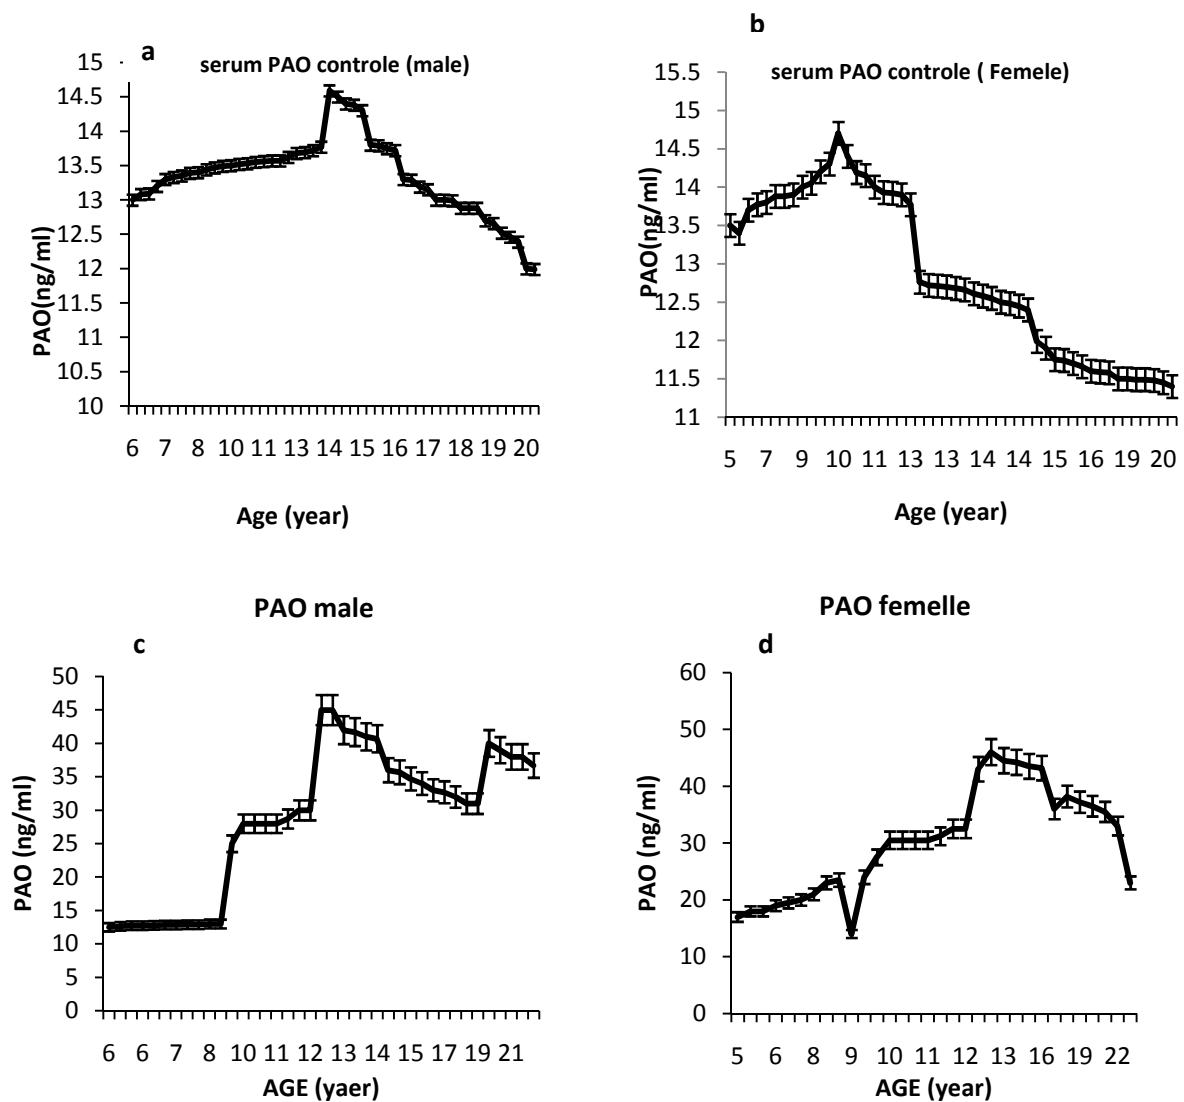 a
serum PAO controle (male)
15
14.5
14
13.5
13
12.5
12
11.5
11
10.5
10
PAO(ng/ml)
6 7 8 10 11 13 14 15 16 17 18 19 20
Age (year)
b
serum PAO controle ( Femele)
15.5
15
14.5
14
13.5
13
12.5
12
11.5
11
PAO(ng/ml)
5 7 9 10 11 13 13 14 14 15 16 19 20
Age (year)
PAO male
c
50
45
40
35
30
25
20
15
10
5
0
PAO (ng/ml)
6 6 7 8 10 11 12 13 14 16 17 19 21
AGE (yaer)
PAO femelle
d
60
50
40
30
20
10
0
PAO (ng/ml)
5 6 8 9 10 11 12 13 16 19 22
AGE (year)